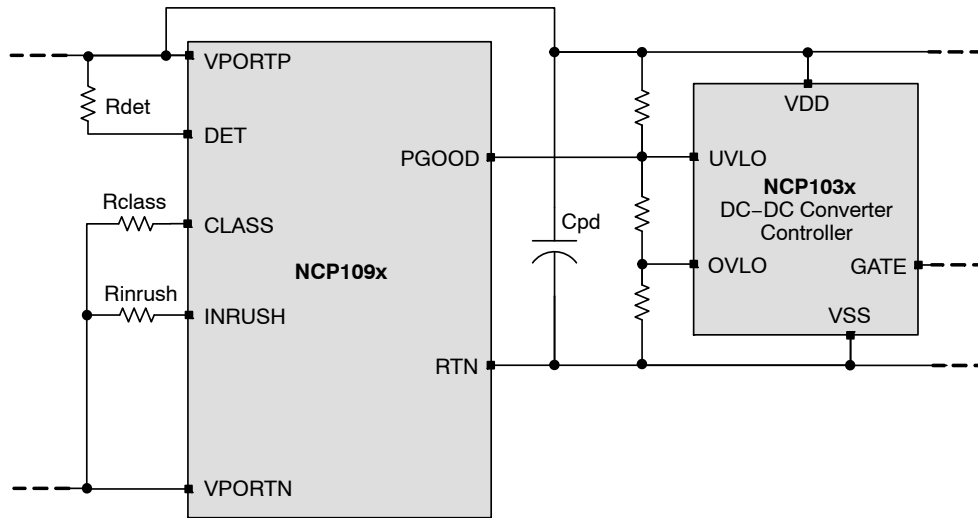 VPORTP
Rdet
DET
VDD
PGOOD
UVLO
NCP103x
DC−DC Converter
Controller
Rclass
CLASS
Cpd
NCP109x
OVLO
GATE
Rinrush
INRUSH
VSS
RTN
VPORTN